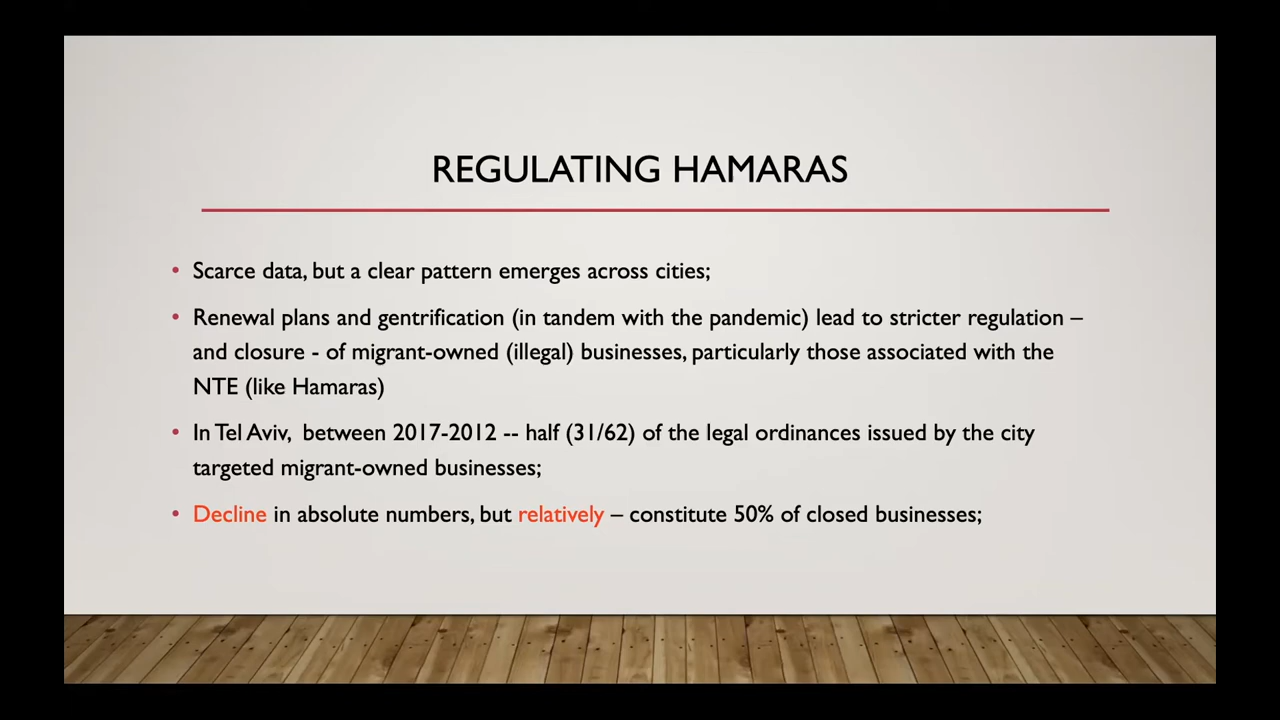 REGULATING HAMARAS
• Scarce data, but a clear pattern emerges across cities;
• Renewal plans and gentrification (in tandem with the pandemic) lead to stricter regulation –
and closure - of migrant-owned (illegal) businesses, particularly those associated with the
NTE (like Hamaras)
• In Tel Aviv,  between 2017-2012 -- half (31/62) of the legal ordinances issued by the city
targeted migrant-owned businesses;
• Decline in absolute numbers, but relatively – constitute 50% of closed businesses;